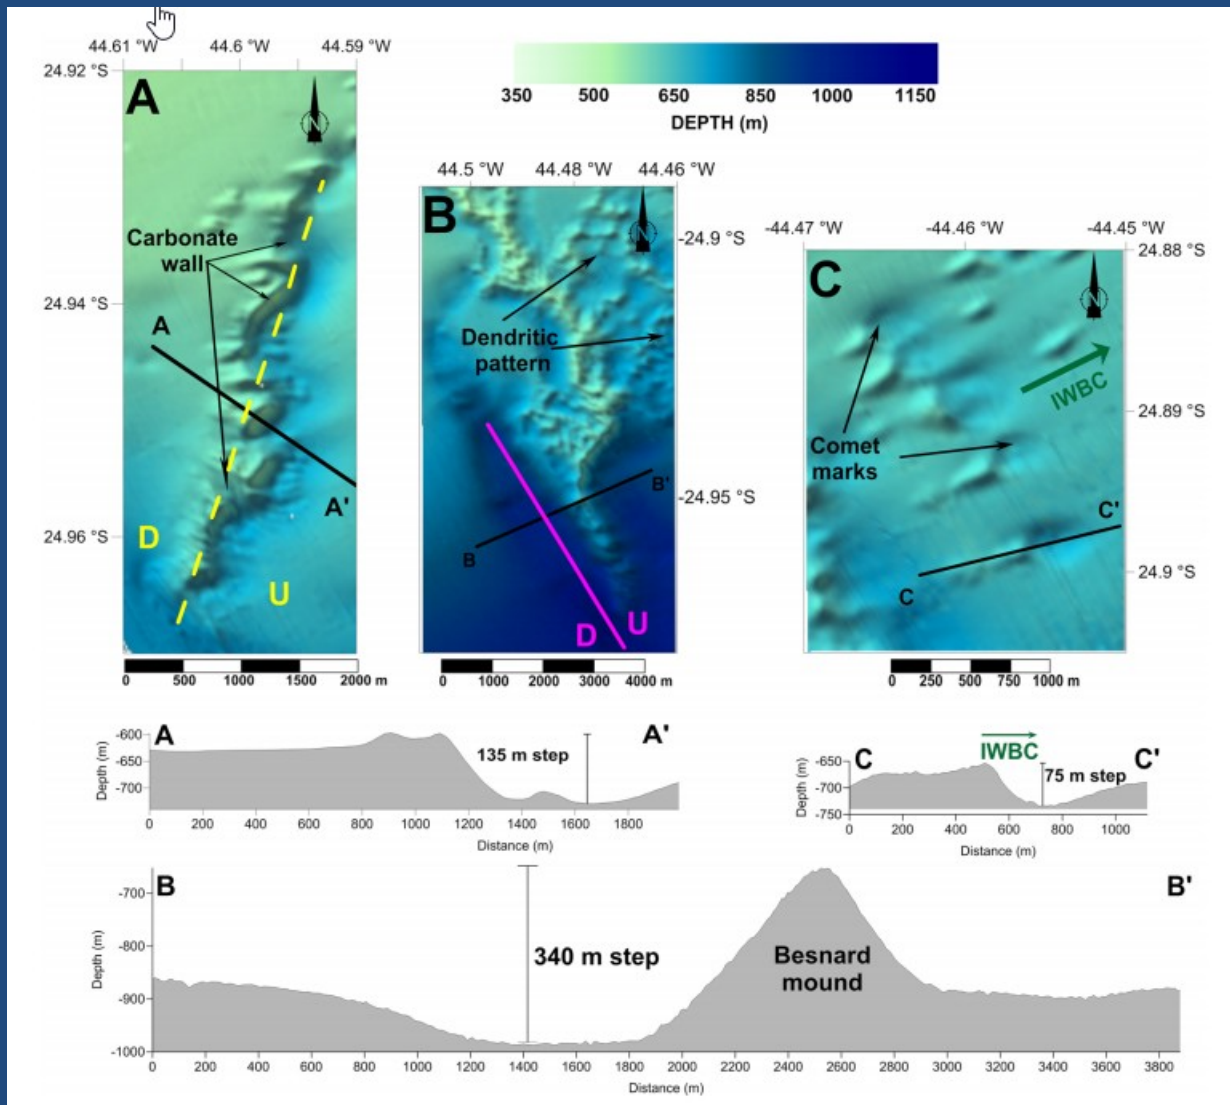 44.61 °W 44.6 °W 44.59 °W
24.92 °S
24.94 °S
24.96 °S
A
N
Carbonate
wall
A
A'
D
U
0 500 1000 1500 2000 m
350 500 650 850 1000 1150
DEPTH (m)
44.5 °W 44.48 °W 44.46 °W
B
N
-24.9 °S
Dendritic
pattern
B'
B
-24.95 °S
D U
0 1000 2000 3000 4000 m
-44.47 °W -44.46 °W -44.45 °W
24.88 °S
C
N
IWBC
24.89 °S
Comet
marks
C'
C
24.9 °S
0 250 500 750 1000 m
A
A'
-600
-650
-700
Depth (m)
135 m step
0 200 400 600 800 1000 1200 1400 1600 1800
Distance (m)
IWBC
C
C'
-650
-700
-750
Depth (m)
75 m step
0 200 400 600 800 1000
Distance (m)
B
B'
-700
-800
-900
-1000
Depth (m)
340 m step
Besnard
mound
0 200 400 600 800 1000 1200 1400 1600 1800 2000 2200 2400 2600 2800 3000 3200 3400 3600 3800
Distance (m)